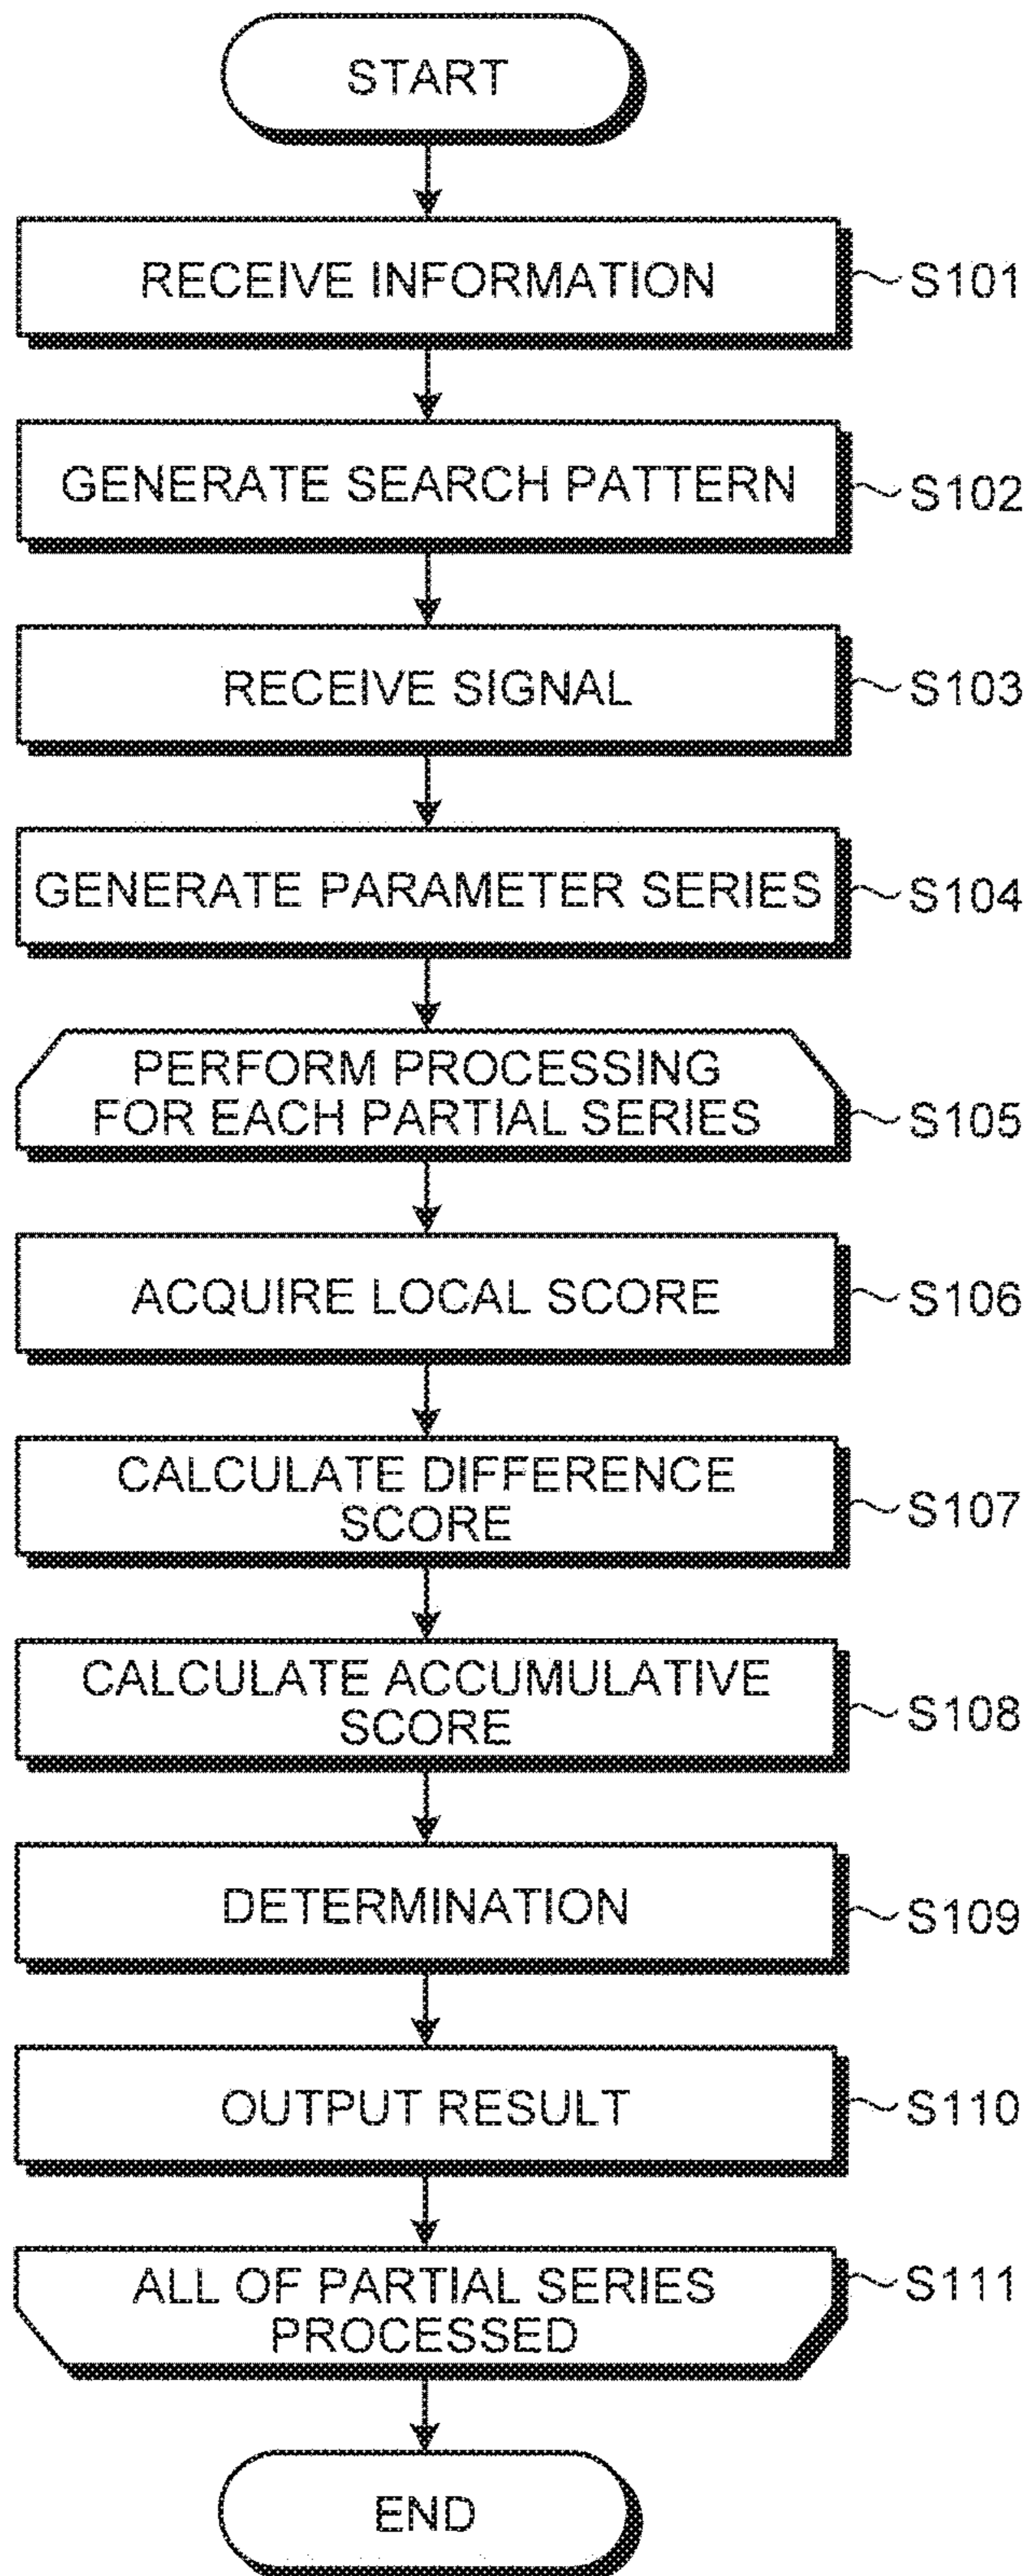 START
RECEIVE INFORMATION
S101
GENERATE SEARCH PATTERN
S102
RECEIVE SIGNAL
S103
GENERATE PARAMETER SERIES
S104
PERFORM PROCESSING
FOR EACH PARTIAL SERIES
S105
ACQUIRE LOCAL SCORE
S106
CALCULATE DIFFERENCE
SCORE
S107
CALCULATE ACCUMULATIVE
SCORE
S108
DETERMINATION
S109
OUTPUT RESULT
S110
ALL OF PARTIAL SERIES
PROCESSED
S111
END